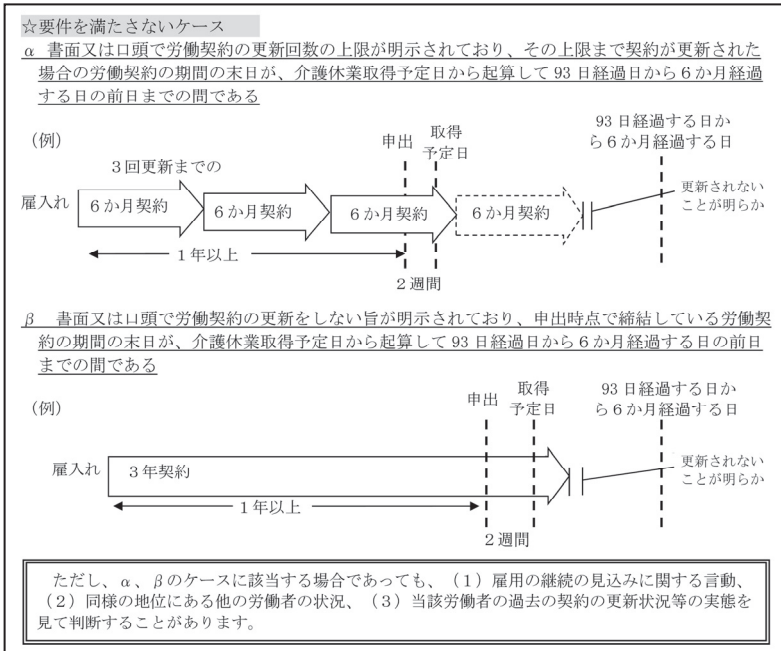 ☆要件を満たさないケース
α 書面又は口頭で労働契約の更新回数の上限が明示されており、その上限まで契約が更新された
場合の労働契約の期間の末日が、介護休業取得予定日から起算して93日経過日から6か月経過
する日の前日までの間である
(例)
3回更新までの
申出
取得
予定日
93日経過する日か
ら6か月経過する日
雇入れ
6か月契約
6か月契約
6か月契約
6か月契約
更新されない
ことが明らか
1年以上
2週間
β 書面又は口頭で労働契約の更新をしない旨が明示されており、申出時点で締結している労働契
約の期間の末日が、介護休業取得予定日から起算して93日経過日から6か月経過する日の前日
までの間である
(例)
申出
取得
予定日
93日経過する日か
ら6か月経過する日
雇入れ
3年契約
更新されない
ことが明らか
1年以上
2週間
ただし、α、βのケースに該当する場合であっても、(1)雇用の継続の見込みに関する言動、
(2)同様の地位にある他の労働者の状況、(3)当該労働者の過去の契約の更新状況等の実態を
見て判断することがあります。